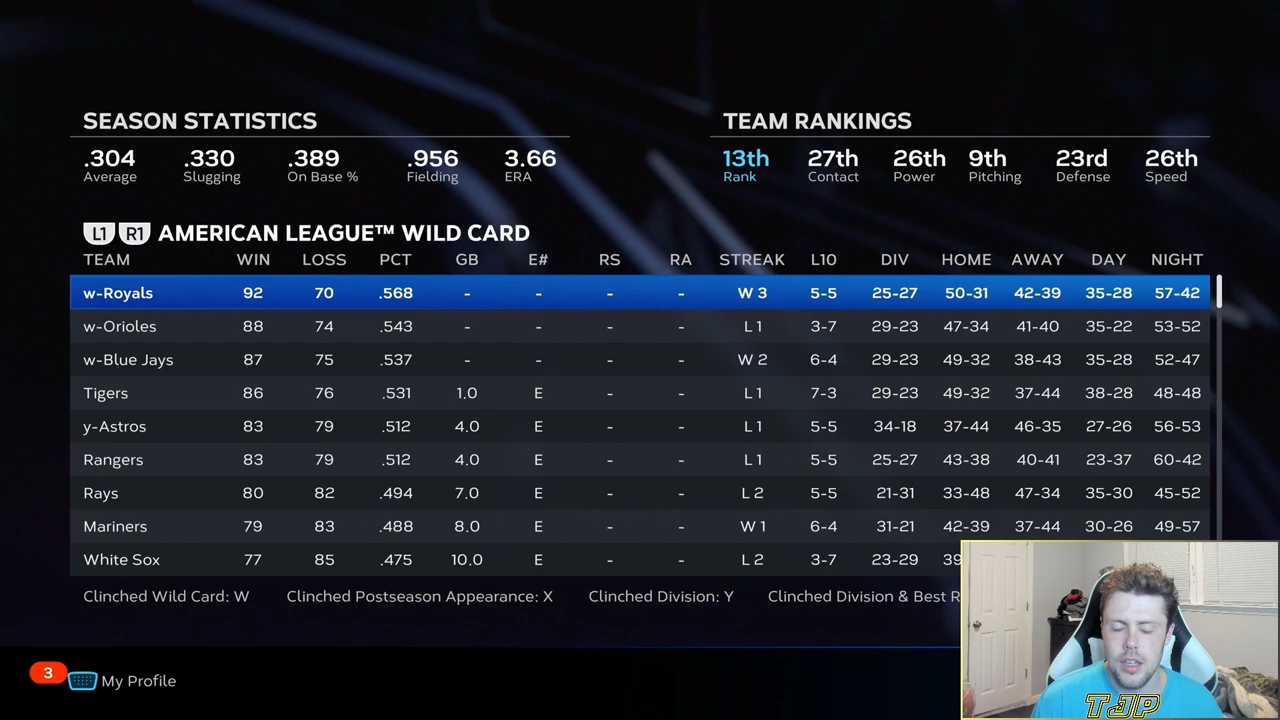 SEASON STATISTICS
.304 .330 .389 .956 3.66
Average Slugging On Base % Fielding ERA
TEAM RANKINGS
13th 27th 26th 9th 23rd 26th
Rank Contact Power Pitching Defense Speed
L1 R1 AMERICAN LEAGUE™ WILD CARD
TEAM WIN LOSS PCT GB E# RS RA STREAK L10 DIV HOME AWAY DAY NIGHT
w-Royals 92 70 .568 - - - - W 3 5-5 25-27 50-31 42-39 35-28 57-42
w-Orioles 88 74 .543 - - - - L 1 3-7 29-23 47-34 41-40 35-22 53-52
w-Blue Jays 87 75 .537 - - - - W 2 6-4 29-23 49-32 38-43 35-28 52-47
Tigers 86 76 .531 1.0 E - - L 1 7-3 29-23 49-32 37-44 38-28 48-48
y-Astros 83 79 .512 4.0 E - - L 1 5-5 34-18 37-44 46-35 27-26 56-53
Rangers 83 79 .512 4.0 E - - L 1 5-5 25-27 43-38 40-41 23-37 60-42
Rays 80 82 .494 7.0 E - - L 2 5-5 21-31 33-48 47-34 35-30 45-52
Mariners 79 83 .488 8.0 E - - W 1 6-4 31-21 42-39 37-44 30-26 49-57
White Sox 77 85 .475 10.0 E - - L 2 3-7 23-29 39
Clinched Wild Card: W Clinched Postseason Appearance: X Clinched Division: Y Clinched Division & Best R
3 My Profile
TJP